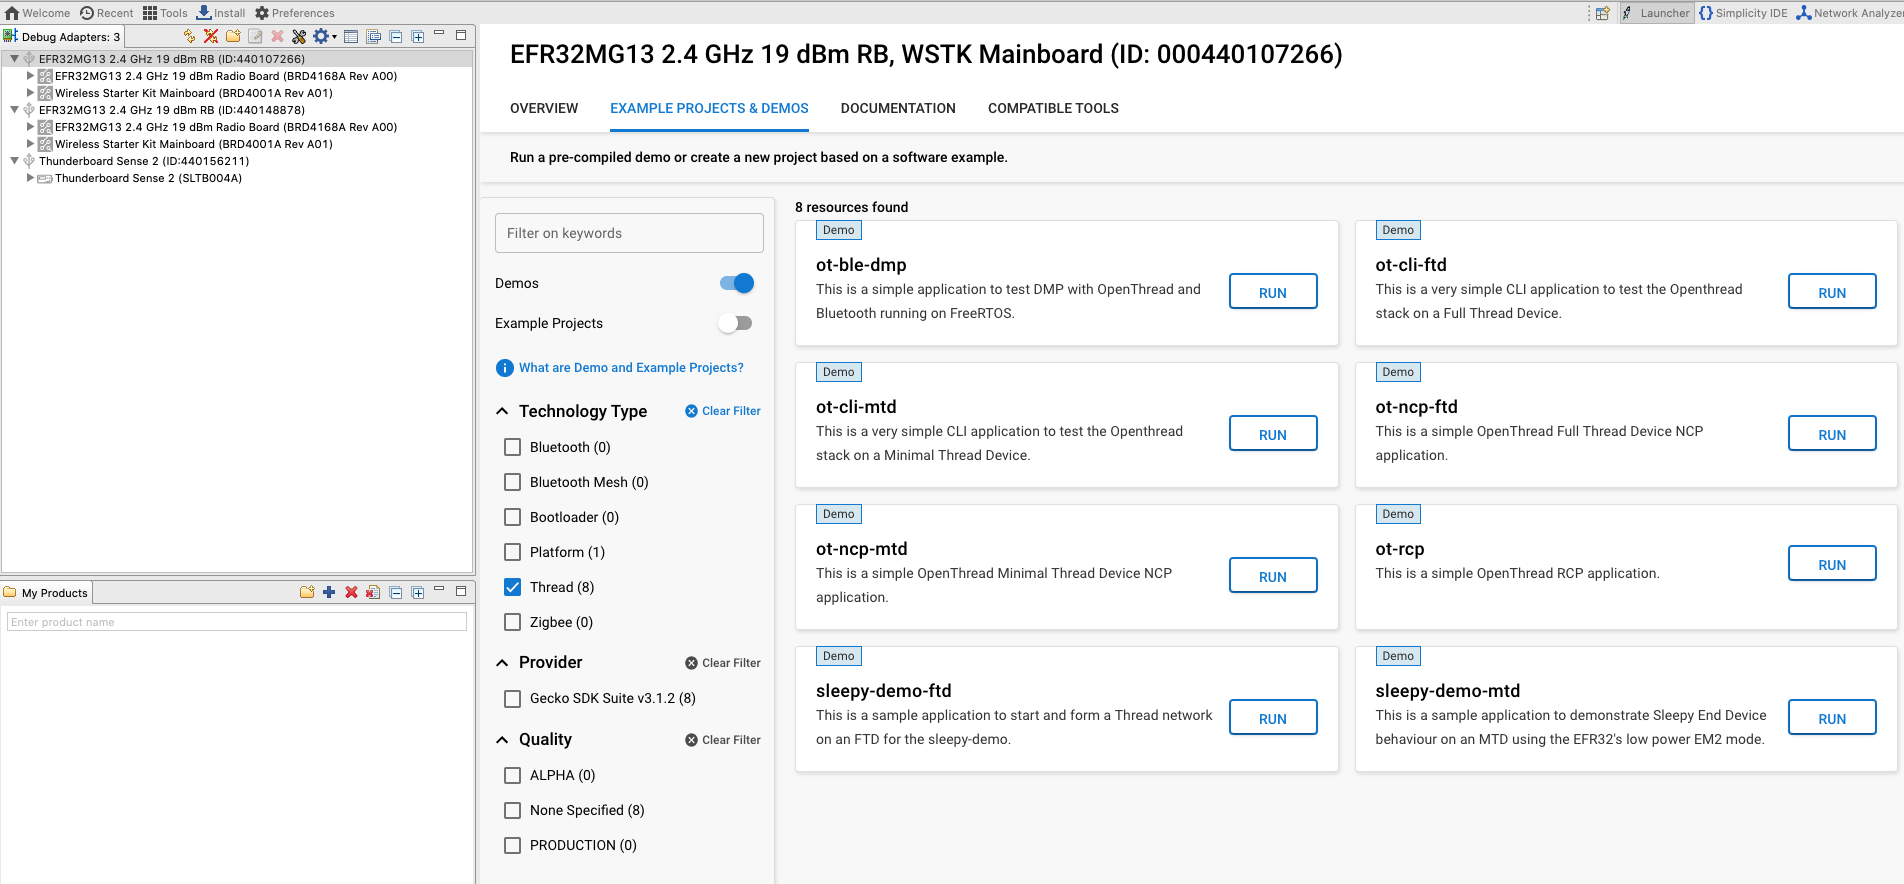 Welcome Recent Tools Install Preferences
Launcher Simplicity IDE Network Analyze
Debug Adapters: 3
EFR32MG13 2.4 GHz 19 dBm RB (ID:440107266)
EFR32MG13 2.4 GHz 19 dBm Radio Board (BRD4168A Rev A00)
Wireless Starter Kit Mainboard (BRD4001A Rev A01)
EFR32MG13 2.4 GHz 19 dBm RB (ID:440148878)
EFR32MG13 2.4 GHz 19 dBm Radio Board (BRD4168A Rev A00)
Wireless Starter Kit Mainboard (BRD4001A Rev A01)
Thunderboard Sense 2 (ID:440156211)
Thunderboard Sense 2 (SLTB004A)
My Products
Enter product name
EFR32MG13 2.4 GHz 19 dBm RB, WSTK Mainboard (ID: 000440107266)
OVERVIEW EXAMPLE PROJECTS & DEMOS DOCUMENTATION COMPATIBLE TOOLS
Run a pre-compiled demo or create a new project based on a software example.
Filter on keywords
Demos
Example Projects
What are Demo and Example Projects?
Technology Type Clear Filter
Bluetooth (0)
Bluetooth Mesh (0)
Bootloader (0)
Platform (1)
Thread (8)
Zigbee (0)
Provider Clear Filter
Gecko SDK Suite v3.1.2 (8)
Quality Clear Filter
ALPHA (0)
None Specified (8)
PRODUCTION (0)
8 resources found
Demo
ot-ble-dmp
This is a simple application to test DMP with OpenThread and
Bluetooth running on FreeRTOS.
RUN
Demo
ot-cli-ftd
This is a very simple CLI application to test the Openthread
stack on a Full Thread Device.
RUN
Demo
ot-cli-mtd
This is a very simple CLI application to test the Openthread
stack on a Minimal Thread Device.
RUN
Demo
ot-ncp-ftd
This is a simple OpenThread Full Thread Device NCP
application.
RUN
Demo
ot-ncp-mtd
This is a simple OpenThread Minimal Thread Device NCP
application.
RUN
Demo
ot-rcp
This is a simple OpenThread RCP application.
RUN
Demo
sleepy-demo-ftd
This is a sample application to start and form a Thread network
on an FTD for the sleepy-demo.
RUN
Demo
sleepy-demo-mtd
This is a sample application to demonstrate Sleepy End Device
behaviour on an MTD using the EFR32's low power EM2 mode.
RUN